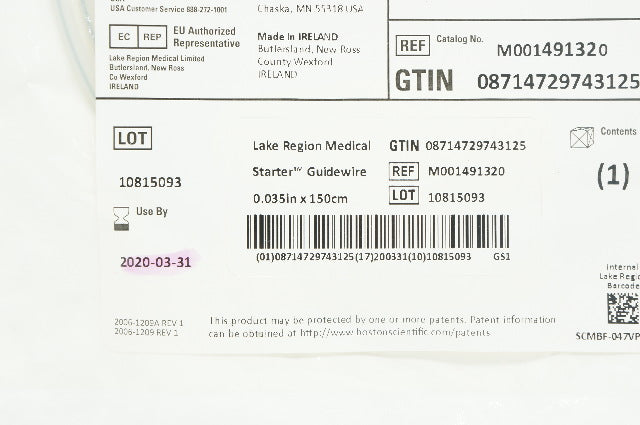 USA Customer Service 888-272-1001
Chaska, MN 55318 USA
EC REP
EU Authorized
Representative
Lake Region Medical Limited
Butlersland, New Ross
Co Wexford
IRELAND
Made in IRELAND
Butlersland, New Ross
County Wexford
IRELAND
REF Catalog No. M001491320
GTIN 08714729743125
LOT
10815093
Use By
2020-03-31
Lake Region Medical GTIN 08714729743125
Starter™ Guidewire REF M001491320
0.035in x 150cm LOT 10815093
(01)08714729743125(17)200331(10)10815093 GS1
Contents
(1)
Internal
Lake Regio
Barcode
SCMBF-047VP
2006-1209A REV 1
2006-1209 REV 1
This product may be protected by one or more patents. Patent information
can be obtained at http://www.bostonscientific.com/patents